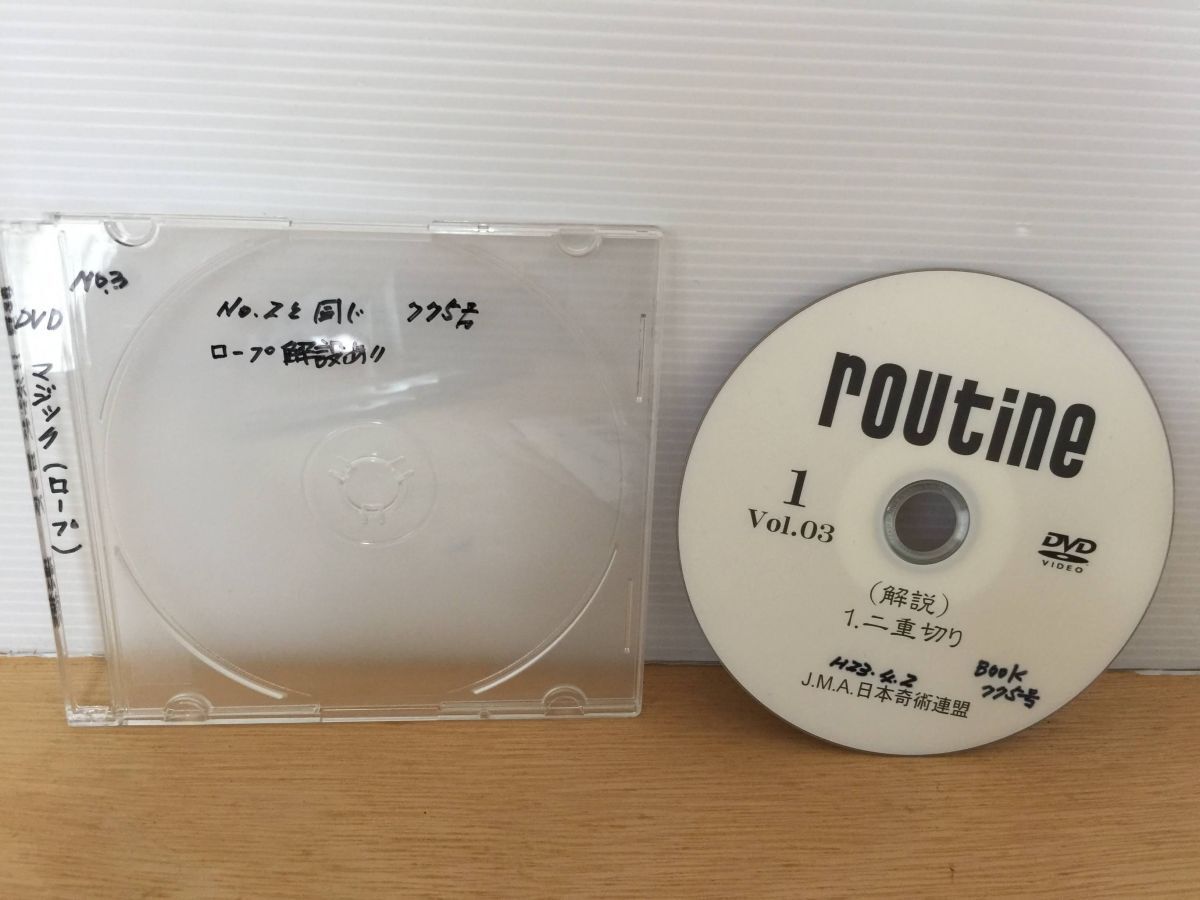 No.3
DVD マジック(ロープ)
No.2と同じ 775号
ロープ解説あり
routine
1
Vol.03
DVD
VIDEO
(解説)
1.二重切り
H23.4.2
BOOK
775号
J.M.A.日本奇術連盟